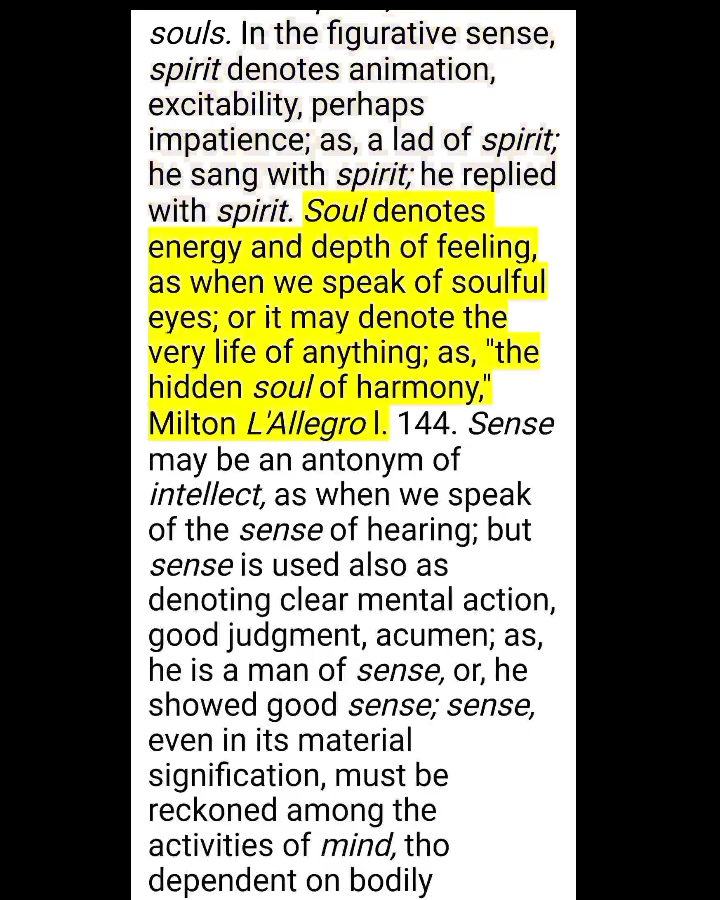 souls. In the figurative sense,
spirit denotes animation,
excitability, perhaps
impatience; as, a lad of spirit;
he sang with spirit; he replied
with spirit. Soul denotes
energy and depth of feeling,
as when we speak of soulful
eyes; or it may denote the
very life of anything; as, "the
hidden soul of harmony,"
Milton L'Allegro l. 144. Sense
may be an antonym of
intellect, as when we speak
of the sense of hearing; but
sense is used also as
denoting clear mental action,
good judgment, acumen; as,
he is a man of sense, or, he
showed good sense; sense,
even in its material
signification, must be
reckoned among the
activities of mind, tho
dependent on bodily